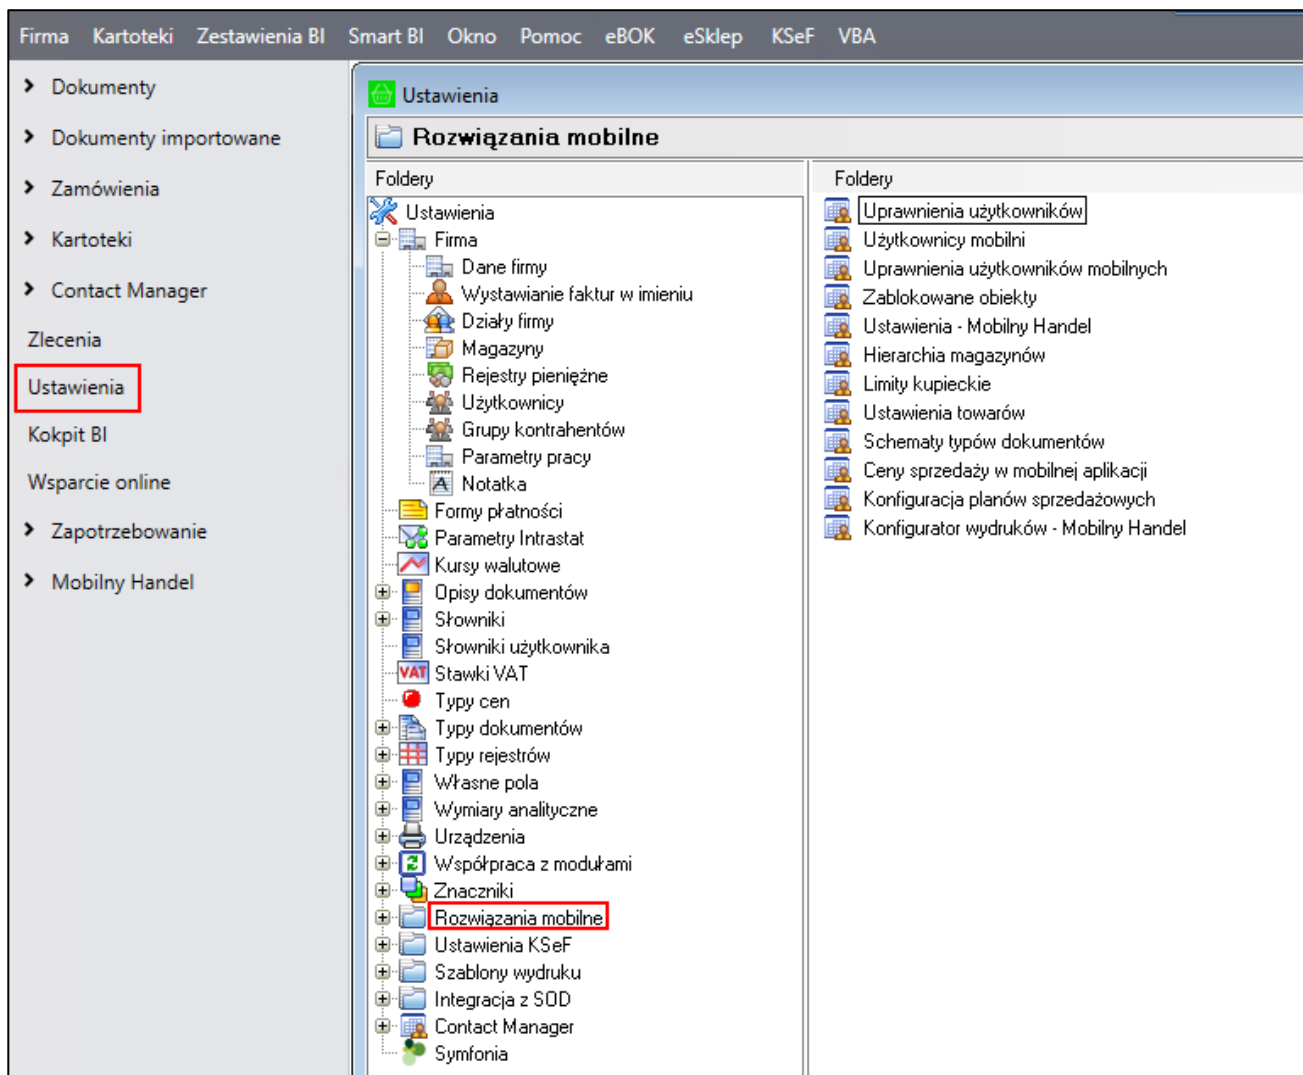 Firma Kartoteki Zestawienia BI Smart BI Okno Pomoc eBOK eSklep KSeF VBA
Dokumenty
Dokumenty importowane
Zamówienia
Kartoteki
Contact Manager
Zlecenia
Ustawienia
Kokpit BI
Wsparcie online
Zapotrzebowanie
Mobilny Handel
Ustawienia
Rozwiązania mobilne
Foldery
Ustawienia
Firma
Dane firmy
Wystawianie faktur w imieniu
Działy firmy
Magazyny
Rejestry pieniężne
Użytkownicy
Grupy kontrahentów
Parametry pracy
Notatka
Formy płatności
Parametry Intrastat
Kursy walutowe
Opisy dokumentów
Słowniki
Słowniki użytkownika
VAT Stawki VAT
Typy cen
Typy dokumentów
Typy rejestrów
Własne pola
Wymiary analityczne
Urządzenia
Współpraca z modułami
Znaczniki
Rozwiązania mobilne
Ustawienia KSeF
Szablony wydruku
Integracja z SOD
Contact Manager
Symfonia
Foldery
Uprawnienia użytkowników
Użytkownicy mobilni
Uprawnienia użytkowników mobilnych
Zablokowane obiekty
Ustawienia - Mobilny Handel
Hierarchia magazynów
Limity kupieckie
Ustawienia towarów
Schematy typów dokumentów
Ceny sprzedaży w mobilnej aplikacji
Konfiguracja planów sprzedażowych
Konfigurator wydruków - Mobilny Handel